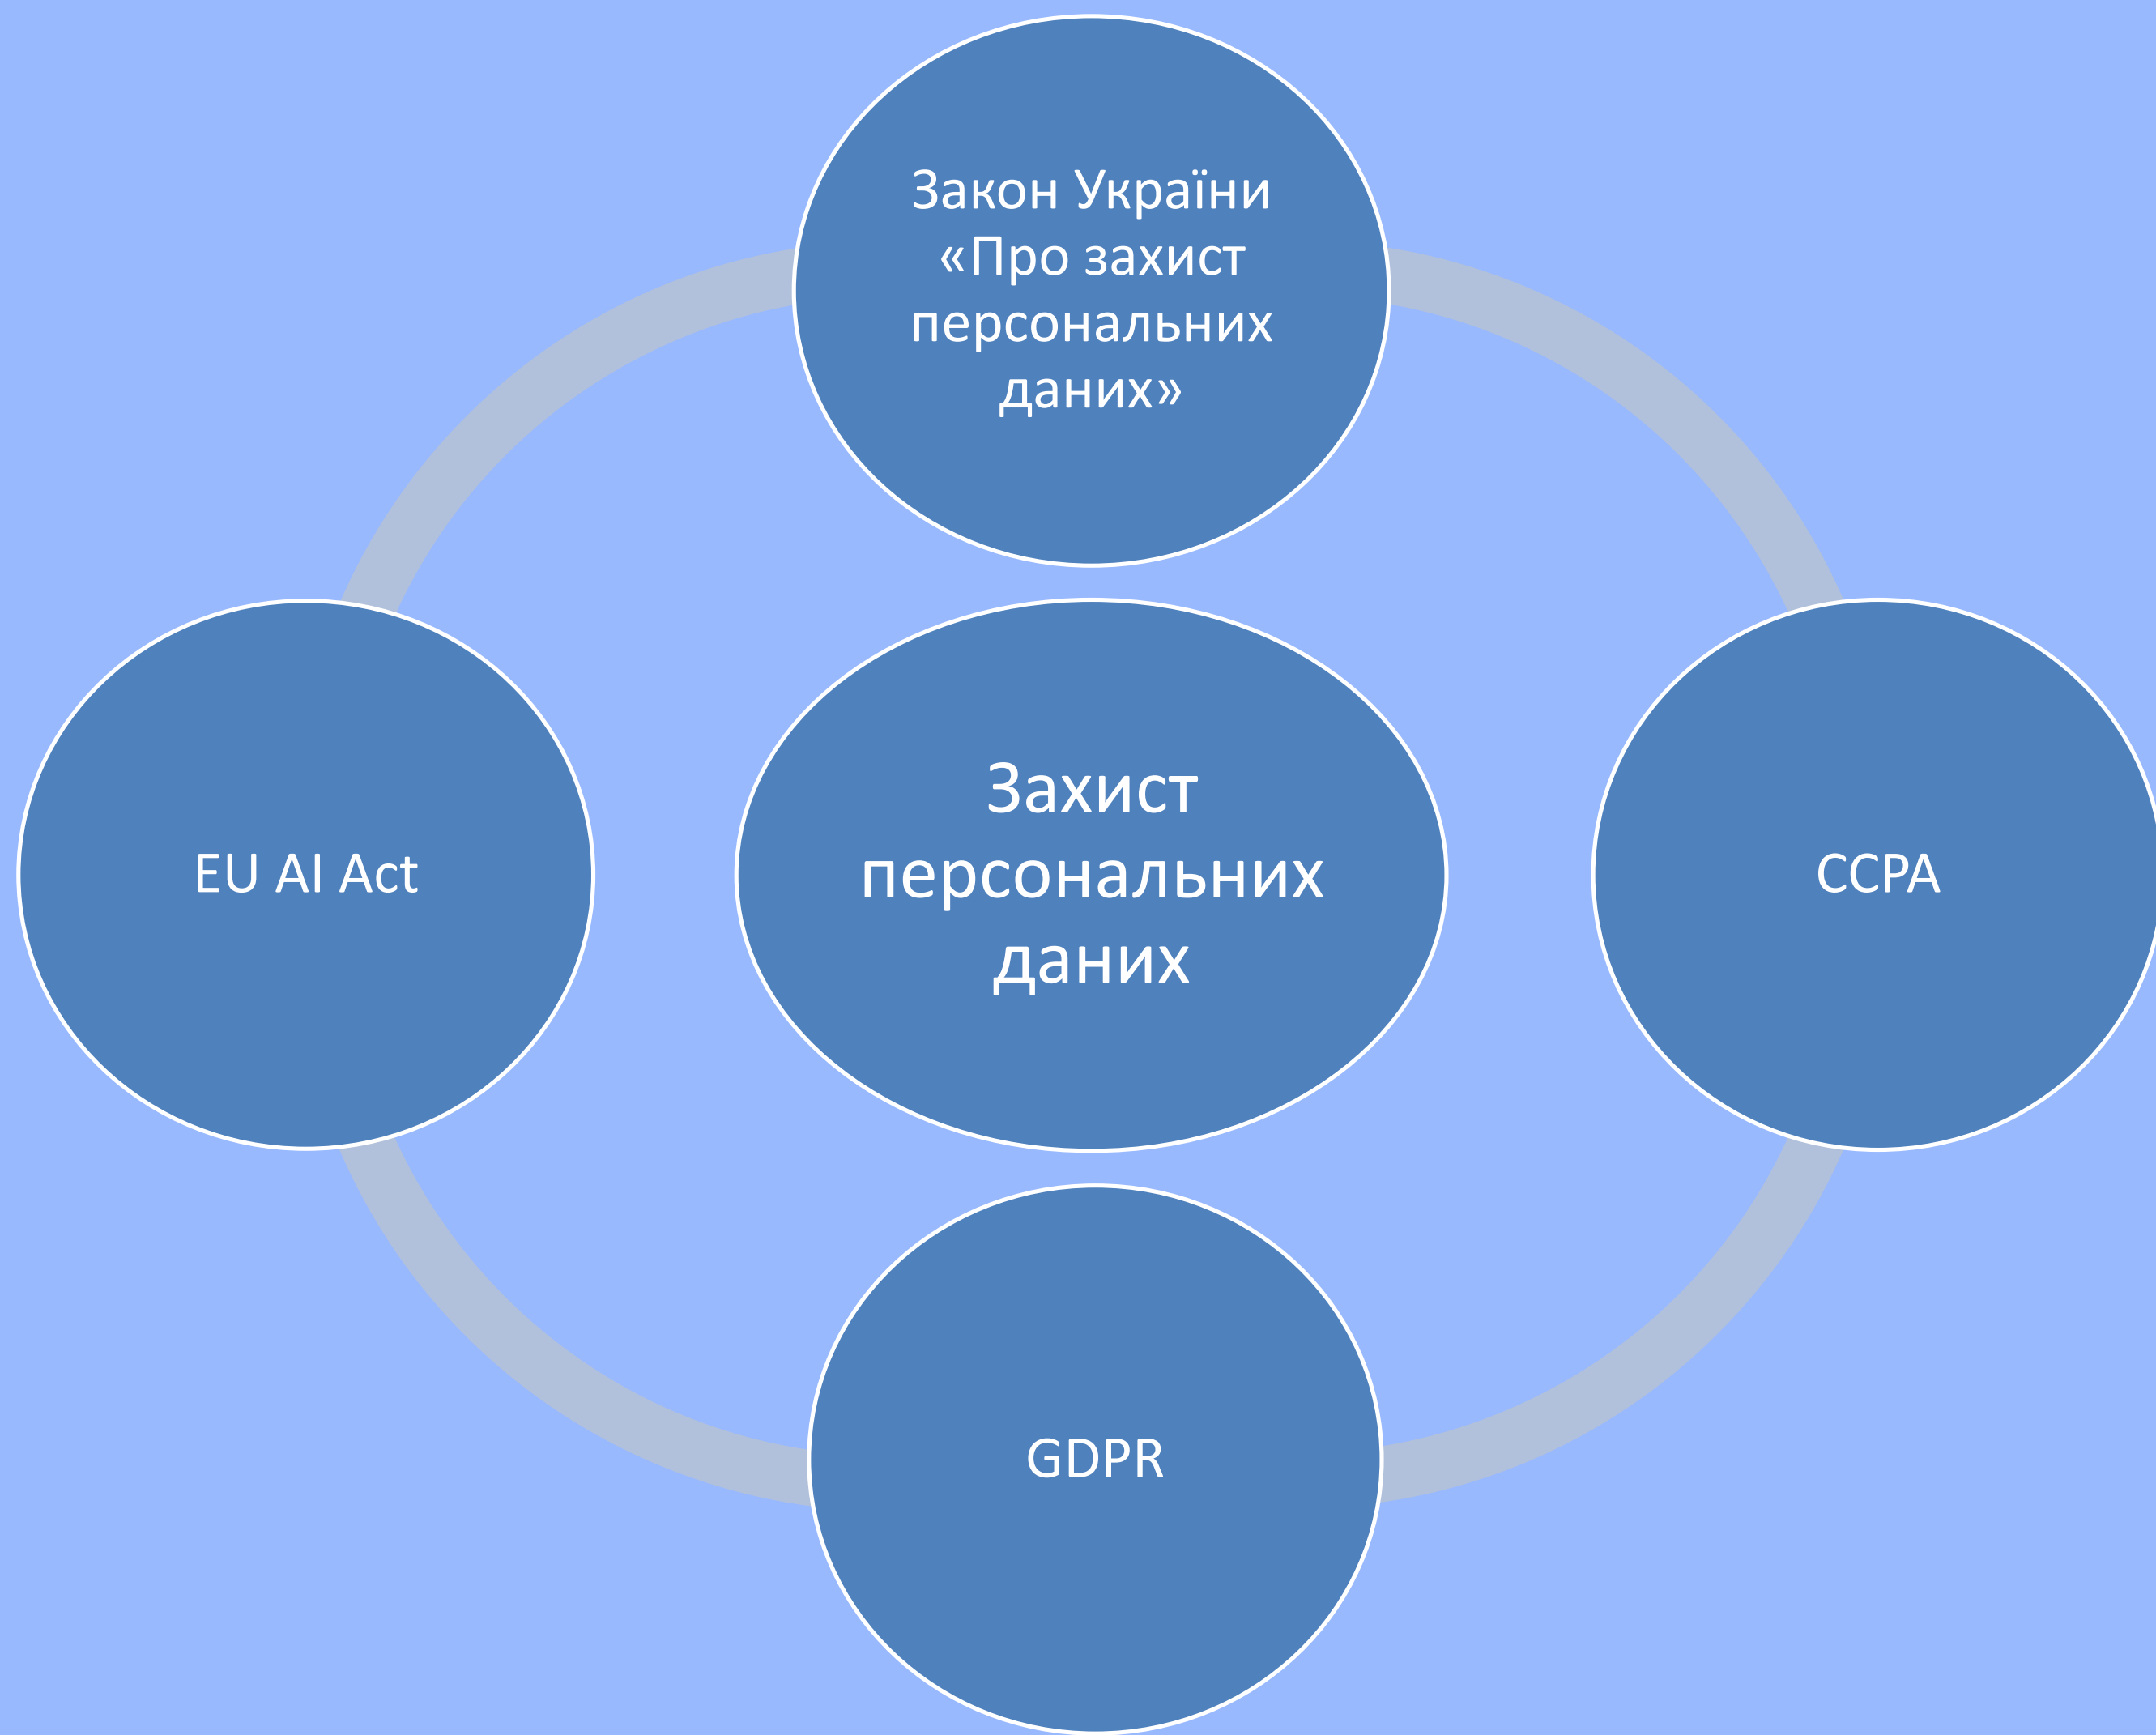 Закон України
«Про захист
персональних
даних»
EU AI Act
Захист
персональних
даних
CCPA
GDPR